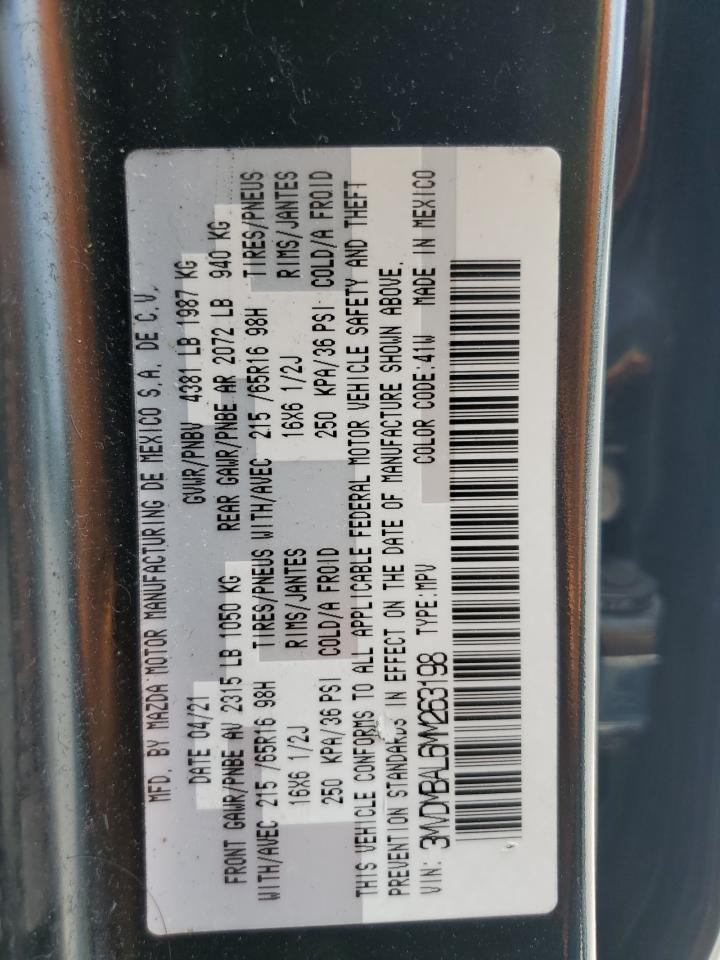 MFD. BY MAZDA MOTOR MANUFACTURING DE MEXICO S.A. DE C.V.
DATE 04/21 GVWR/PNBV 4381 LB 1987 KG
FRONT GAWR/PNBE AV 2315 LB 1050 KG REAR GAWR/PNBE AR 2072 LB 940 KG
WITH/AVEC 215 /65R16 98H TIRES/PNEUS WITH/AVEC 215 /65R16 98H TIRES/PNEUS
16X6 1/2J RIMS/JANTES 16X6 1/2J RIMS/JANTES
250 KPA/36 PSI COLD/A FROID 250 KPA/36 PSI COLD/A FROID
THIS VEHICLE CONFORMS TO ALL APPLICABLE FEDERAL MOTOR VEHICLE SAFETY AND THEFT
PREVENTION STANDARDS IN EFFECT ON THE DATE OF MANUFACTURE SHOWN ABOVE.
VIN: 3MVDMBAL6MM263198 TYPE:MPV COLOR CODE:41W MADE IN MEXICO